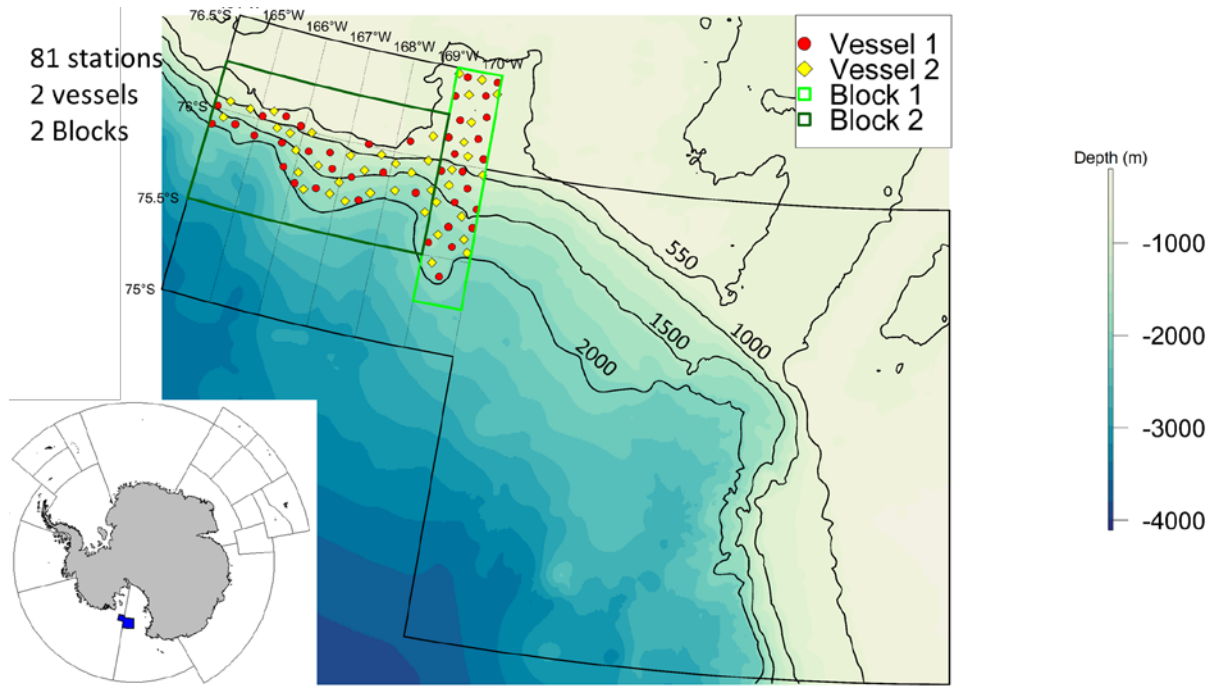 81 stations
2 vessels
2 Blocks
76.5°S
165°W
166°W
167°W
168°W
169°W
170°W
76°S
75.5°S
75°S
Vessel 1
Vessel 2
Block 1
Block 2
550
1000
1500
2000
Depth (m)
-1000
-2000
-3000
-4000